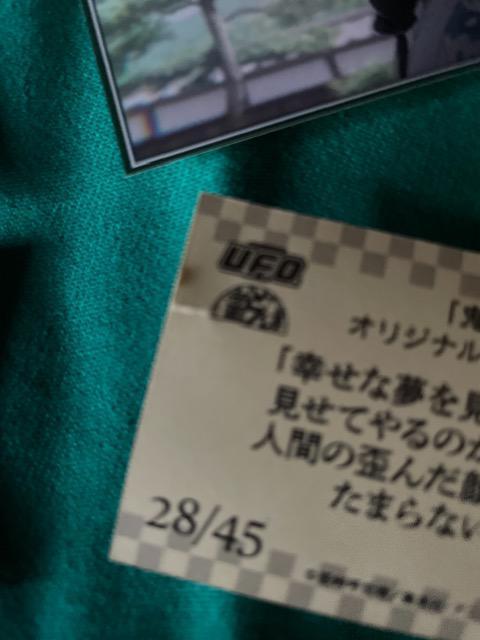 UFO
「鬼
オリジナル
「幸せな夢を見
見せてやるのが
人間の歪んだ顔
たまらない
28/45